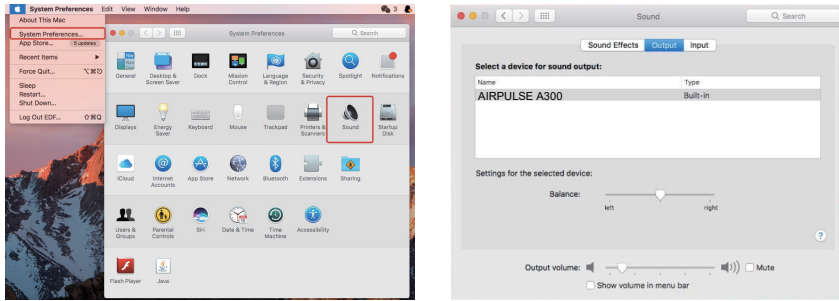 System Preferences Edit View Window Help 3
About This Mac
System Preferences...
App Store... 6 updates
Recent Items
Force Quit...
Sleep
Restart...
Shut Down...
Log Out EDF... ⇧⌘Q
System Preferences
Search
General
Desktop & Screen Saver
Dock
Mission Control
Language & Region
Security & Privacy
Spotlight
Notifications
Displays
Energy Saver
Keyboard
Mouse
Trackpad
Printers & Scanners
Sound
Startup Disk
iCloud
Internet Accounts
App Store
Network
Bluetooth
Extensions
Sharing
Users & Groups
Parental Controls
Siri
Date & Time
Time Machine
Accessibility
Flash Player
Java
Sound
Search
Sound Effects Output Input
Select a device for sound output:
Name Type
AIRPULSE A300 Built-in
Settings for the selected device:
Balance:
left right
?
Output volume: Mute
Show volume in menu bar